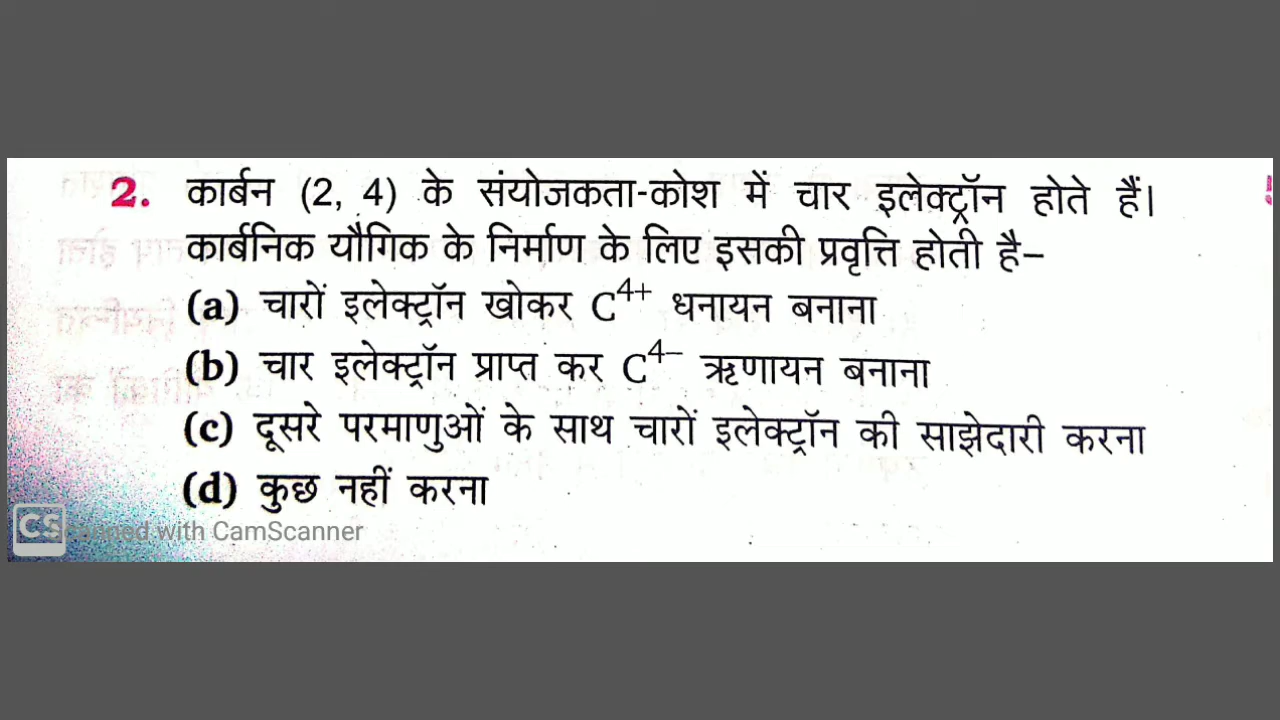 2. कार्बन (2, 4) के संयोजकता-कोश में चार इलेक्ट्रॉन होते हैं।
कार्बनिक यौगिक के निर्माण के लिए इसकी प्रवृत्ति होती है–
(a) चारों इलेक्ट्रॉन खोकर C⁴⁺ धनायन बनाना
(b) चार इलेक्ट्रॉन प्राप्त कर C⁴⁻ ऋणायन बनाना
(c) दूसरे परमाणुओं के साथ चारों इलेक्ट्रॉन की साझेदारी करना
(d) कुछ नहीं करना
CS Scanned with CamScanner